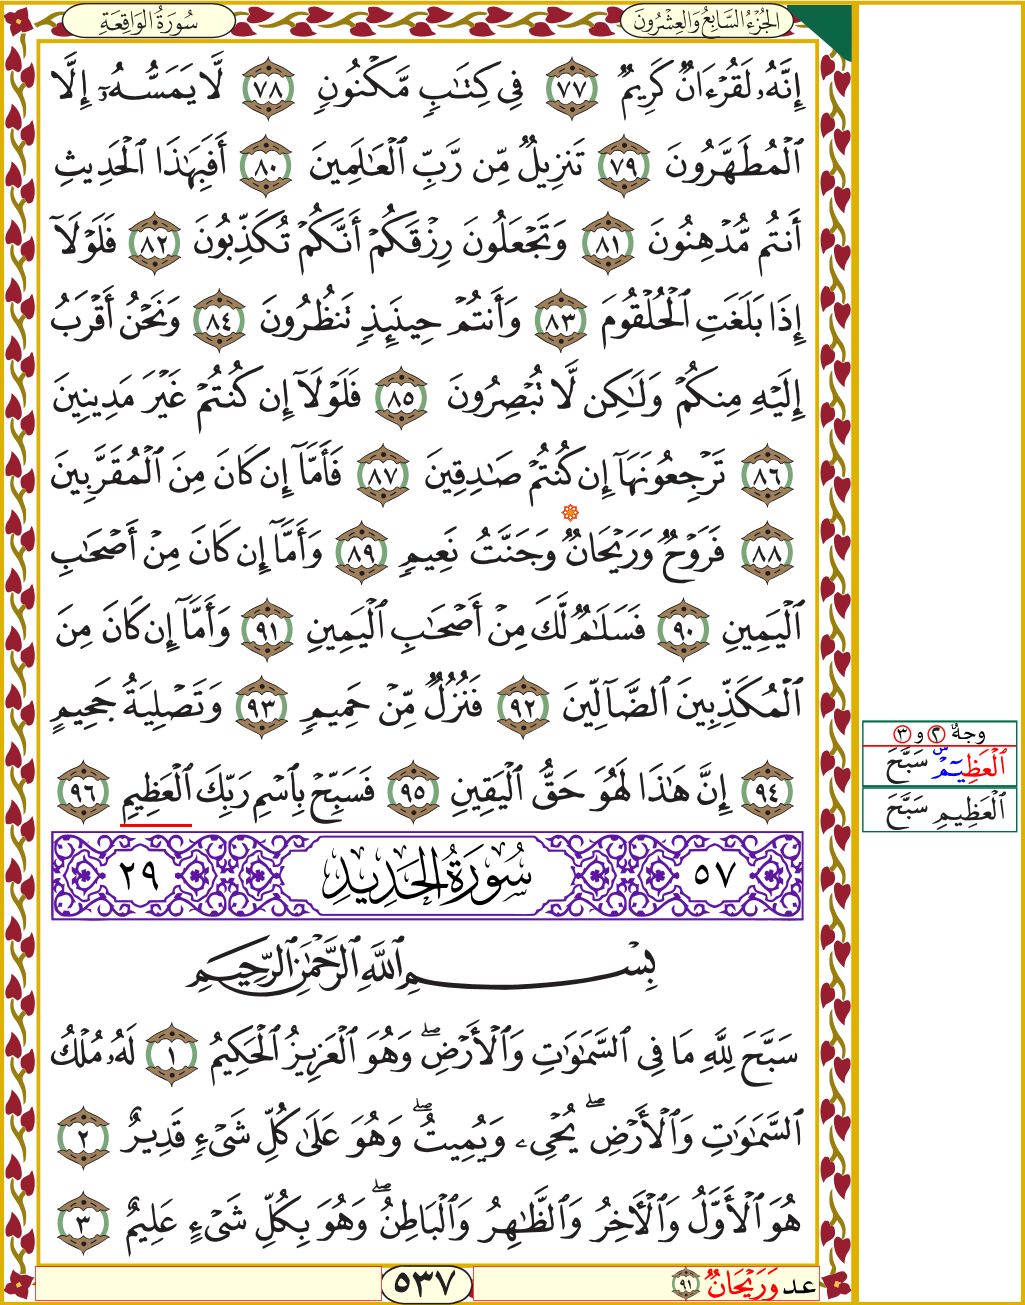 سُورَةُ الوَاقِعَةِ
الجُزْءُ السَّابِعُ وَالعِشْرُونَ
إِنَّهُۥ لَقُرْءَانٌ كَرِيمٌ ٧٧ فِى كِتَٰبٍ مَّكْنُونٍ ٧٨ لَّا يَمَسُّهُۥٓ إِلَّا
ٱلْمُطَهَّرُونَ ٧٩ تَنزِيلٌ مِّن رَّبِّ ٱلْعَٰلَمِينَ ٨٠ أَفَبِهَٰذَا ٱلْحَدِيثِ
أَنتُم مُّدْهِنُونَ ٨١ وَتَجْعَلُونَ رِزْقَكُمْ أَنَّكُمْ تُكَذِّبُونَ ٨٢ فَلَوْلَآ
إِذَا بَلَغَتِ ٱلْحُلْقُومَ ٨٣ وَأَنتُمْ حِينَئِذٍ تَنظُرُونَ ٨٤ وَنَحْنُ أَقْرَبُ
إِلَيْهِ مِنكُمْ وَلَٰكِن لَّا تُبْصِرُونَ ٨٥ فَلَوْلَآ إِن كُنتُمْ غَيْرَ مَدِينِينَ
٨٦ تَرْجِعُونَهَآ إِن كُنتُمْ صَٰدِقِينَ ٨٧ فَأَمَّآ إِن كَانَ مِنَ ٱلْمُقَرَّبِينَ
٨٨ فَرَوْحٌ وَرَيْحَانٌ وَجَنَّتُ نَعِيمٍ ٨٩ وَأَمَّآ إِن كَانَ مِنْ أَصْحَٰبِ
ٱلْيَمِينِ ٩٠ فَسَلَٰمٌ لَّكَ مِنْ أَصْحَٰبِ ٱلْيَمِينِ ٩١ وَأَمَّآ إِن كَانَ مِنَ
ٱلْمُكَذِّبِينَ ٱلضَّآلِّينَ ٩٢ فَنُزُلٌ مِّنْ حَمِيمٍ ٩٣ وَتَصْلِيَةُ جَحِيمٍ
٩٤ إِنَّ هَٰذَا لَهُوَ حَقُّ ٱلْيَقِينِ ٩٥ فَسَبِّحْ بِٱسْمِ رَبِّكَ ٱلْعَظِيمِ ٩٦
٥٧ سُورَةُ الحَدِيدِ ٢٩
بِسْمِ ٱللَّهِ ٱلرَّحْمَٰنِ ٱلرَّحِيمِ
سَبَّحَ لِلَّهِ مَا فِى ٱلسَّمَٰوَٰتِ وَٱلْأَرْضِۖ وَهُوَ ٱلْعَزِيزُ ٱلْحَكِيمُ ١ لَهُۥ مُلْكُ
ٱلسَّمَٰوَٰتِ وَٱلْأَرْضِۖ يُحْىِۦ وَيُمِيتُۖ وَهُوَ عَلَىٰ كُلِّ شَىْءٍ قَدِيرٌ ٢
هُوَ ٱلْأَوَّلُ وَٱلْءَاخِرُ وَٱلظَّٰهِرُ وَٱلْبَاطِنُۖ وَهُوَ بِكُلِّ شَىْءٍ عَلِيمٌ ٣
وجهٌ ٢ و ٣
ٱلْعَظِيمْ سَبَّحَ
ٱلْعَظِيمِ سَبَّحَ
عد وَرَيْحَانٌ ٩١
٥٣٧